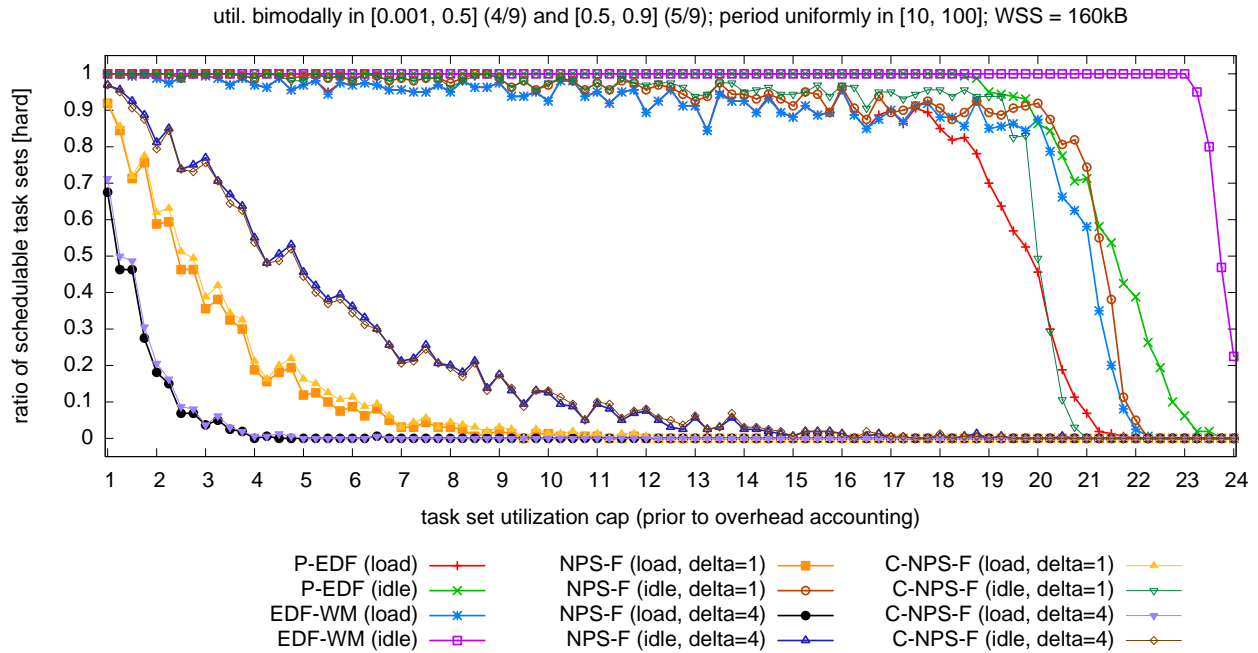 util. bimodally in [0.001, 0.5] (4/9) and [0.5, 0.9] (5/9); period uniformly in [10, 100]; WSS = 160kB
ratio of schedulable task sets [hard]
1
0.9
0.8
0.7
0.6
0.5
0.4
0.3
0.2
0.1
0
1 2 3 4 5 6 7 8 9 10 11 12 13 14 15 16 17 18 19 20 21 22 23 24
task set utilization cap (prior to overhead accounting)
P-EDF (load) NPS-F (load, delta=1) C-NPS-F (load, delta=1)
P-EDF (idle) NPS-F (idle, delta=1) C-NPS-F (idle, delta=1)
EDF-WM (load) NPS-F (load, delta=4) C-NPS-F (load, delta=4)
EDF-WM (idle) NPS-F (idle, delta=4) C-NPS-F (idle, delta=4)